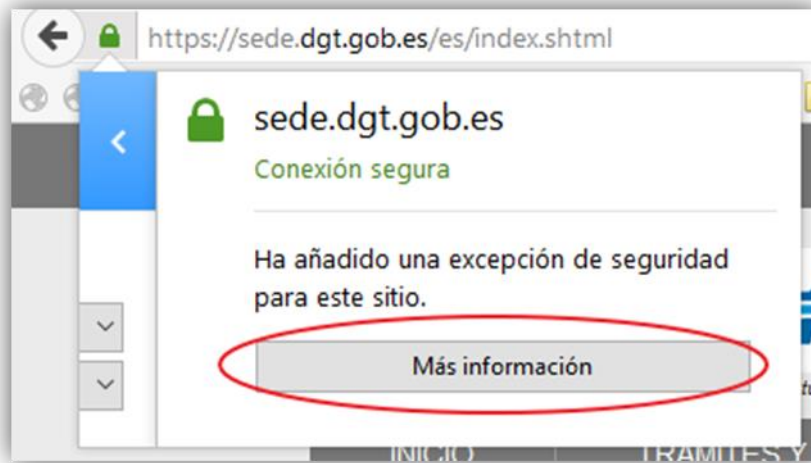 https://sede.dgt.gob.es/es/index.shtml
sede.dgt.gob.es
Conexión segura
Ha añadido una excepción de seguridad
para este sitio.
Más información
INICIO
TRÁMITES Y